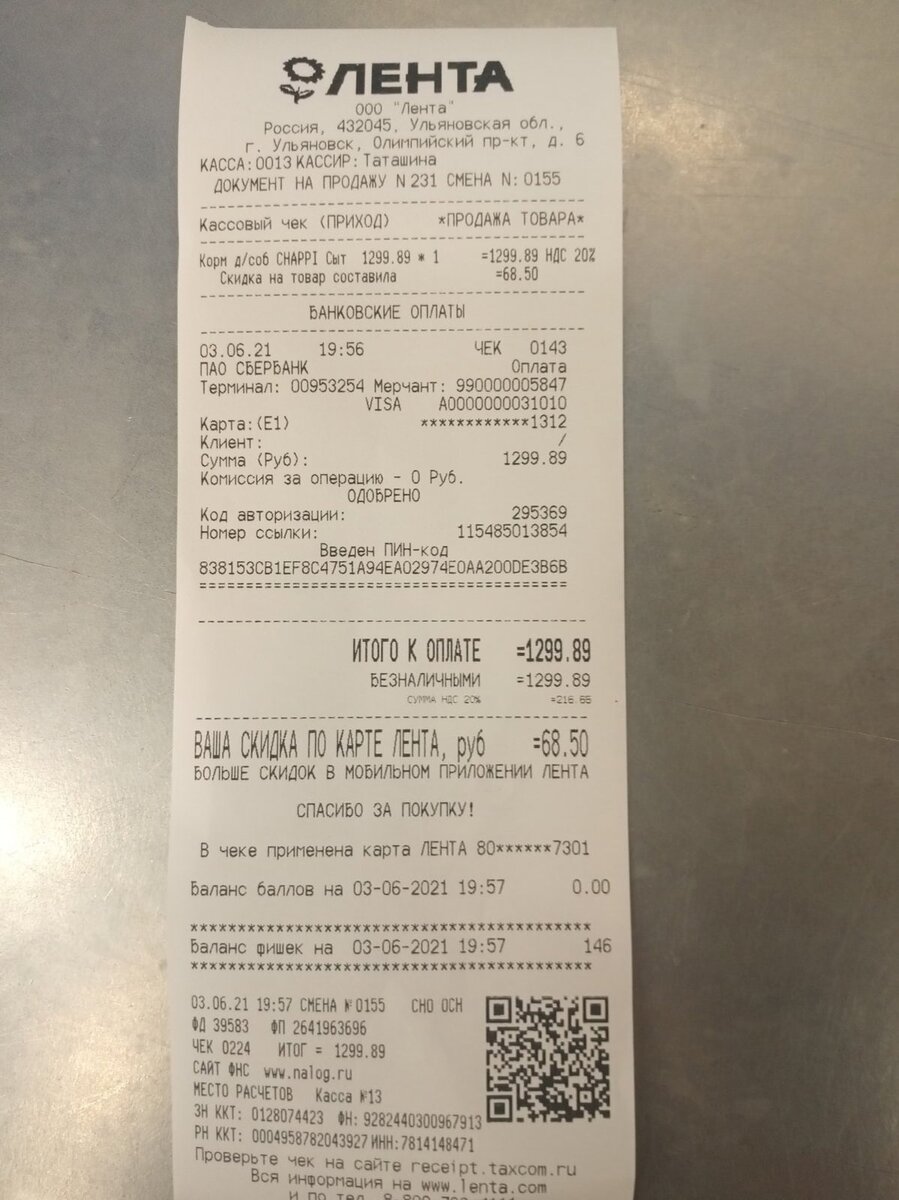 ЛЕНТА
ООО "Лента"
Россия, 432045, Ульяновская обл.,
г. Ульяновск, Олимпийский пр-кт, д. 6
КАССА:0013 КАССИР: Таташина
ДОКУМЕНТ НА ПРОДАЖУ N 231 СМЕНА N: 0155
Кассовый чек (ПРИХОД) *ПРОДАЖА ТОВАРА*
Корм д/соб CHAPPI Сыт 1299.89 * 1 =1299.89 НДС 20%
Скидка на товар составила =68.50
БАНКОВСКИЕ ОПЛАТЫ
03.06.21 19:56 ЧЕК 0143
ПАО СБЕРБАНК Оплата
Терминал: 00953254 Мерчант: 990000005847
VISA A0000000031010
Карта:(E1) ************1312
Клиент: /
Сумма (Руб): 1299.89
Комиссия за операцию - 0 Руб.
ОДОБРЕНО
Код авторизации: 295369
Номер ссылки: 115485013854
Введен ПИН-код
838153CB1EF8C4751A94EA02974E0AA200DE3B6B
========================================
ИТОГО К ОПЛАТЕ =1299.89
БЕЗНАЛИЧНЫМИ =1299.89
СУММА НДС 20% =216.65
ВАША СКИДКА ПО КАРТЕ ЛЕНТА, руб =68.50
БОЛЬШЕ СКИДОК В МОБИЛЬНОМ ПРИЛОЖЕНИИ ЛЕНТА
СПАСИБО ЗА ПОКУПКУ!
В чеке применена карта ЛЕНТА 80******7301
Баланс баллов на 03-06-2021 19:57 0.00
******************************************
Баланс фишек на 03-06-2021 19:57 146
******************************************
03.06.21 19:57 СМЕНА №0155 СНО ОСН
ФД 39583 ФП 2641963696
ЧЕК 0224 ИТОГ = 1299.89
САЙТ ФНС www.nalog.ru
МЕСТО РАСЧЕТОВ Касса №13
ЗН ККТ: 0128074423 ФН: 9282440300967913
РН ККТ: 0004958782043927 ИНН:7814148471
Проверьте чек на сайте receipt.taxcom.ru
Вся информация на www.lenta.com
и по тел.